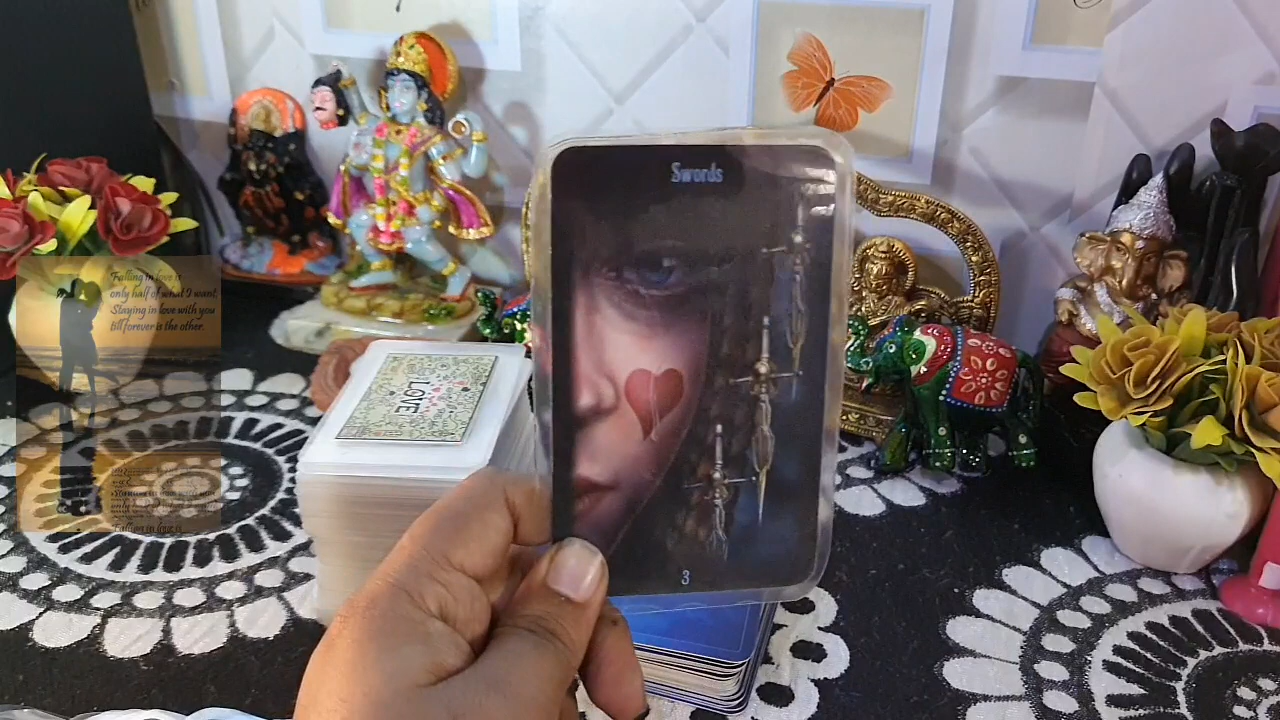 Swords
3
LOVE
Falling in love is
only half of what I want,
Staying in love with you
till forever is the other.